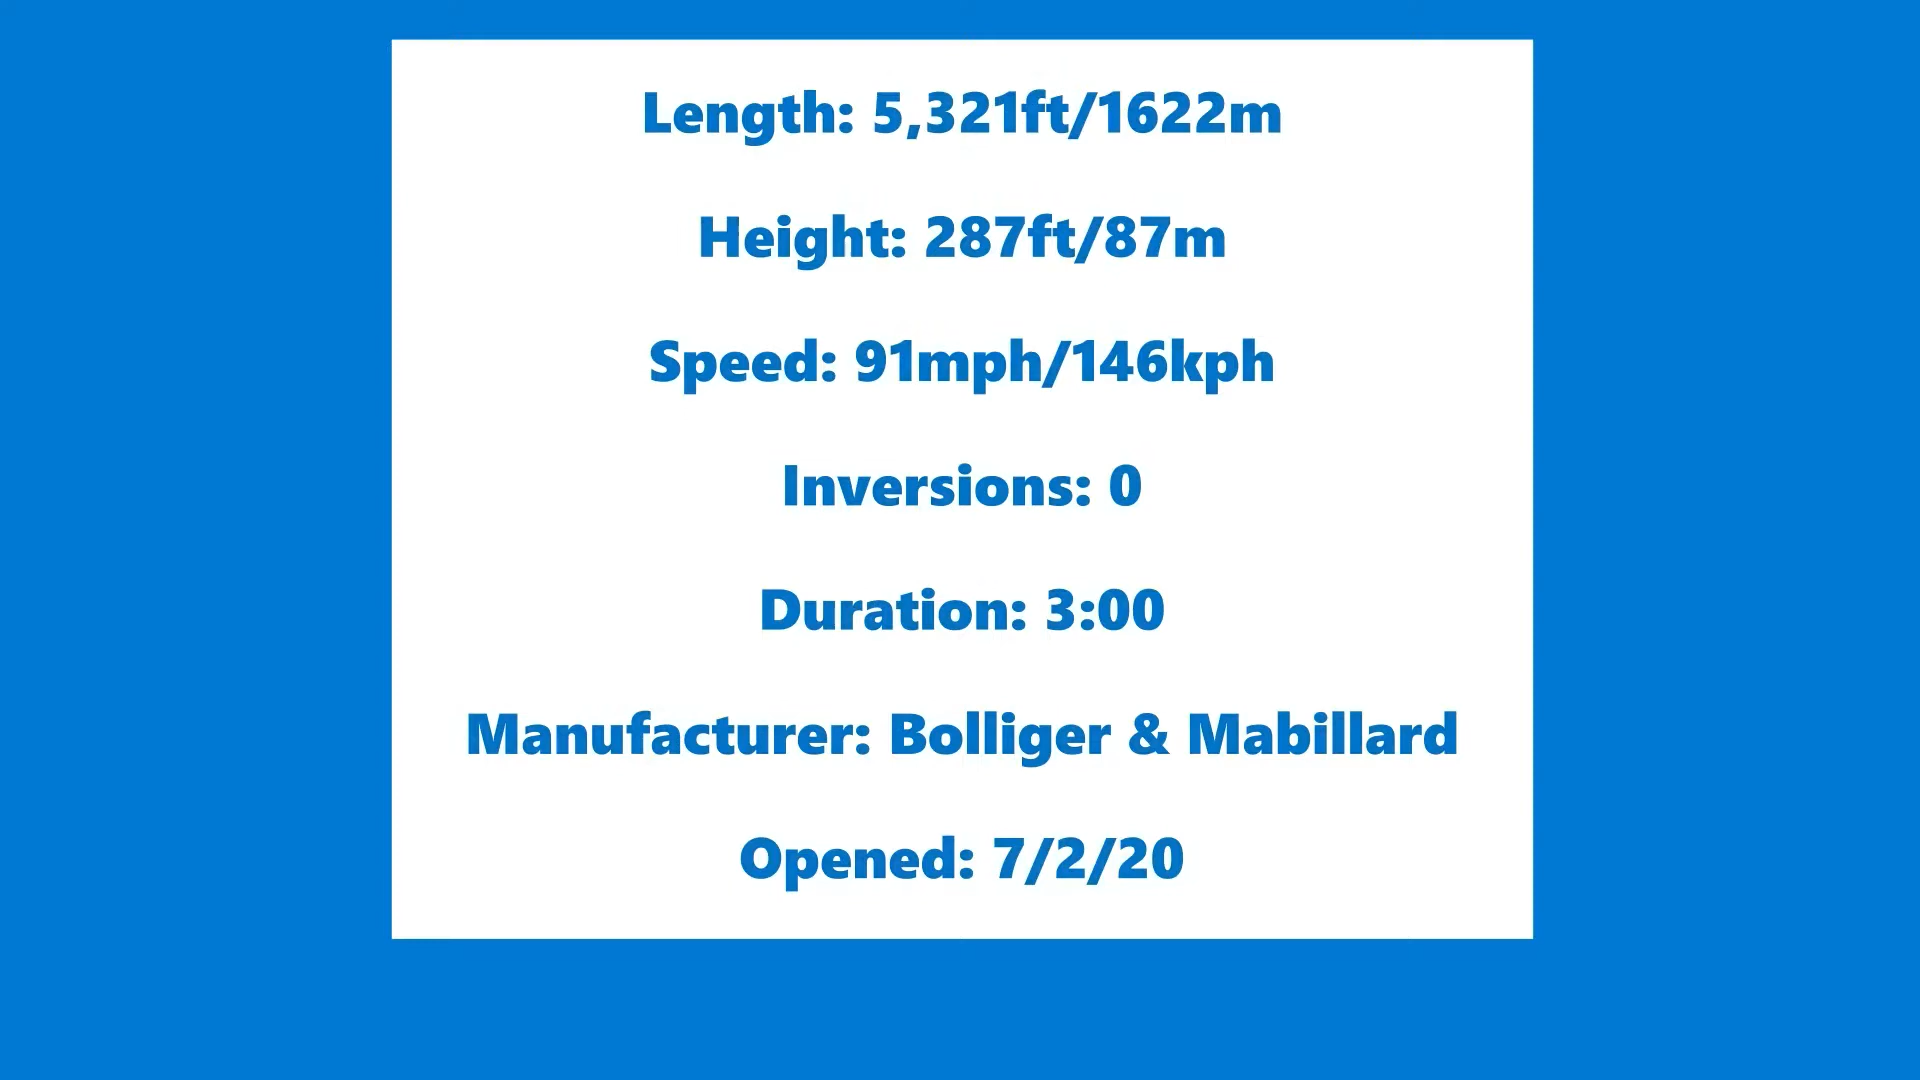 Length: 5,321ft/1622m
Height: 287ft/87m
Speed: 91mph/146kph
Inversions: 0
Duration: 3:00
Manufacturer: Bolliger & Mabillard
Opened: 7/2/20